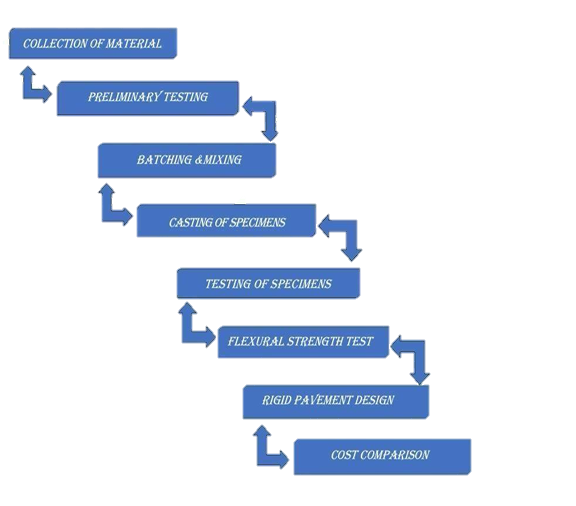 COLLECTION OF MATERIAL
PRELIMINARY TESTING
BATCHING &MIXING
CASTING OF SPECIMENS
TESTING OF SPECIMENS
FLEXURAL STRENGTH TEST
RIGID PAVEMENT DESIGN
COST COMPARISON